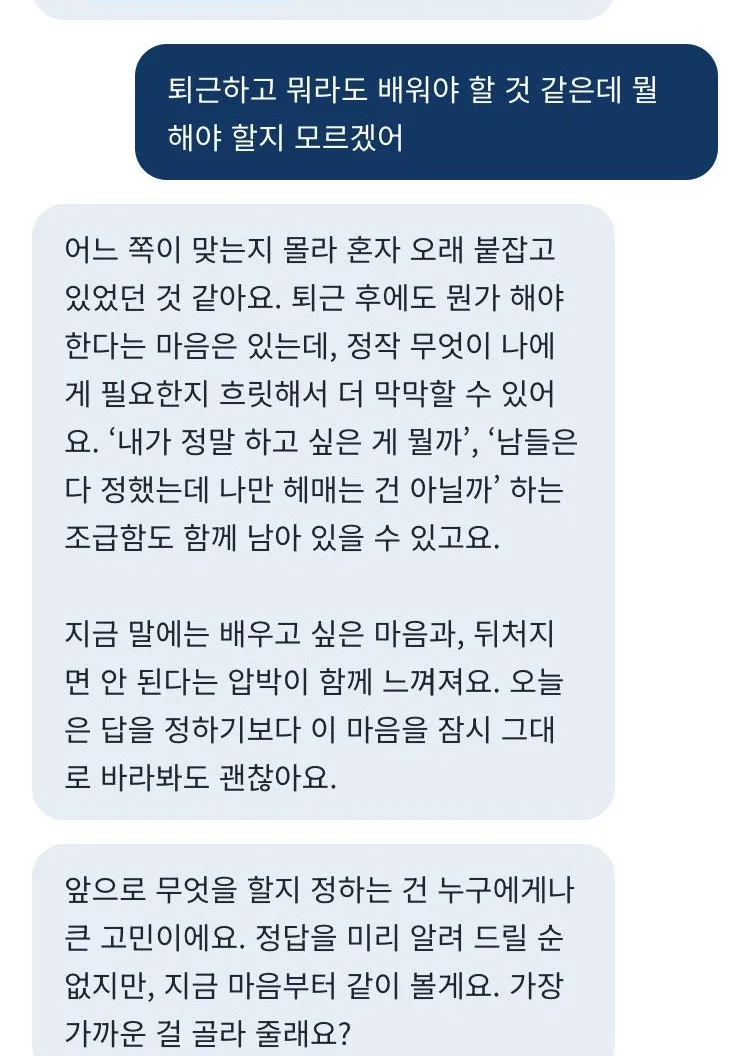 퇴근하고 뭐라도 배워야 할 것 같은데 뭘
해야 할지 모르겠어
어느 쪽이 맞는지 몰라 혼자 오래 붙잡고
있었던 것 같아요. 퇴근 후에도 뭔가 해야
한다는 마음은 있는데, 정작 무엇이 나에
게 필요한지 흐릿해서 더 막막할 수 있어
요. ‘내가 정말 하고 싶은 게 뭘까’, ‘남들은
다 정했는데 나만 헤매는 건 아닐까’ 하는
조급함도 함께 남아 있을 수 있고요.
지금 말에는 배우고 싶은 마음과, 뒤처지
면 안 된다는 압박이 함께 느껴져요. 오늘
은 답을 정하기보다 이 마음을 잠시 그대
로 바라봐도 괜찮아요.
앞으로 무엇을 할지 정하는 건 누구에게나
큰 고민이에요. 정답을 미리 알려 드릴 순
없지만, 지금 마음부터 같이 볼게요. 가장
가까운 걸 골라 줄래요?